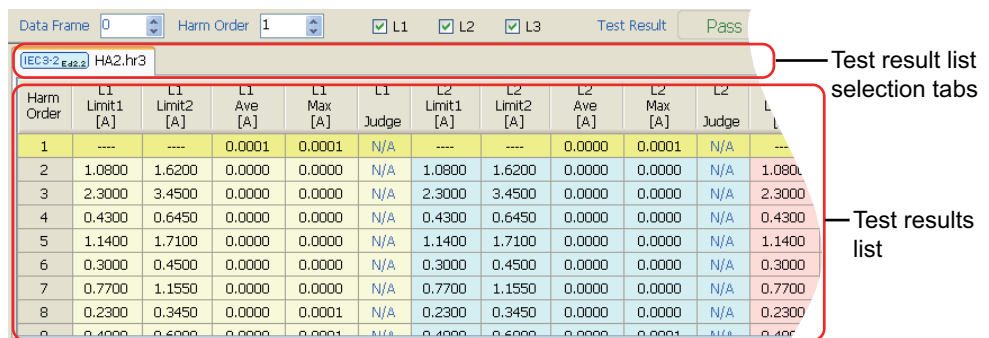 Data Frame 0 Harm Order 1 L1 L2 L3 Test Result Pass
IEC3-2 Ed2.2 HA2.hr3
Test result list
selection tabs
Harm Order L1 Limit1 [A] L1 Limit2 [A] L1 Ave [A] L1 Max [A] L1 Judge L2 Limit1 [A] L2 Limit2 [A] L2 Ave [A] L2 Max [A] L2 Judge
1 ---- ---- 0.0001 0.0001 N/A ---- ---- 0.0000 0.0001 N/A ---
2 1.0800 1.6200 0.0000 0.0000 N/A 1.0800 1.6200 0.0000 0.0000 N/A 1.0800
3 2.3000 3.4500 0.0000 0.0000 N/A 2.3000 3.4500 0.0000 0.0000 N/A 2.3000
4 0.4300 0.6450 0.0000 0.0000 N/A 0.4300 0.6450 0.0000 0.0000 N/A 0.4300
5 1.1400 1.7100 0.0000 0.0000 N/A 1.1400 1.7100 0.0000 0.0000 N/A 1.1400
6 0.3000 0.4500 0.0000 0.0000 N/A 0.3000 0.4500 0.0000 0.0000 N/A 0.3000
7 0.7700 1.1550 0.0000 0.0000 N/A 0.7700 1.1550 0.0000 0.0000 N/A 0.7700
8 0.2300 0.3450 0.0000 0.0001 N/A 0.2300 0.3450 0.0000 0.0001 N/A 0.2300
Test results
list